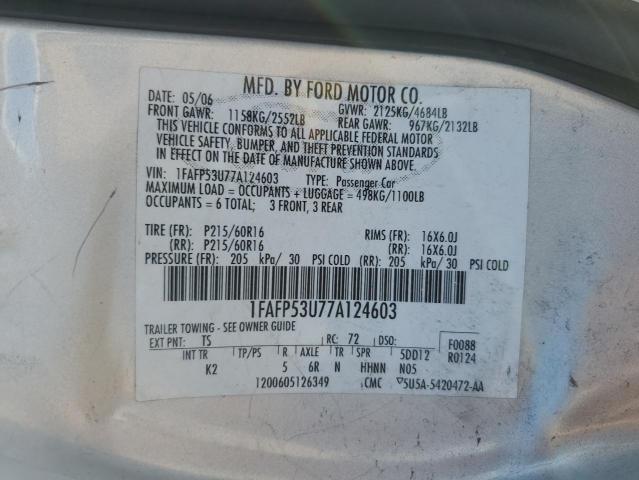 MFD. BY FORD MOTOR CO.
DATE: 05/06 GVWR: 2125KG/4684LB
FRONT GAWR: 1158KG/2552LB REAR GAWR: 967KG/2132LB
THIS VEHICLE CONFORMS TO ALL APPLICABLE FEDERAL MOTOR
VEHICLE SAFETY, BUMPER, AND THEFT PREVENTION STANDARDS
IN EFFECT ON THE DATE OF MANUFACTURE SHOWN ABOVE.
VIN: 1FAFP53U77A124603 TYPE: Passenger Car
MAXIMUM LOAD = OCCUPANTS + LUGGAGE = 498KG/1100LB
OCCUPANTS = 6 TOTAL; 3 FRONT, 3 REAR
TIRE (FR): P215/60R16 RIMS (FR): 16X6.0J
(RR): P215/60R16 (RR): 16X6.0J
PRESSURE (FR): 205 kPa/ 30 PSI COLD (RR): 205 kPa/ 30 PSI COLD
1FAFP53U77A124603
TRAILER TOWING - SEE OWNER GUIDE
EXT PNT: TS RC: 72 DSO: F0088
INT TR TP/PS R AXLE TR SPR 5DD12 R0124
K2 5 6R N HHNN N05
1200605126349 CMC 5U5A-5420472-AA